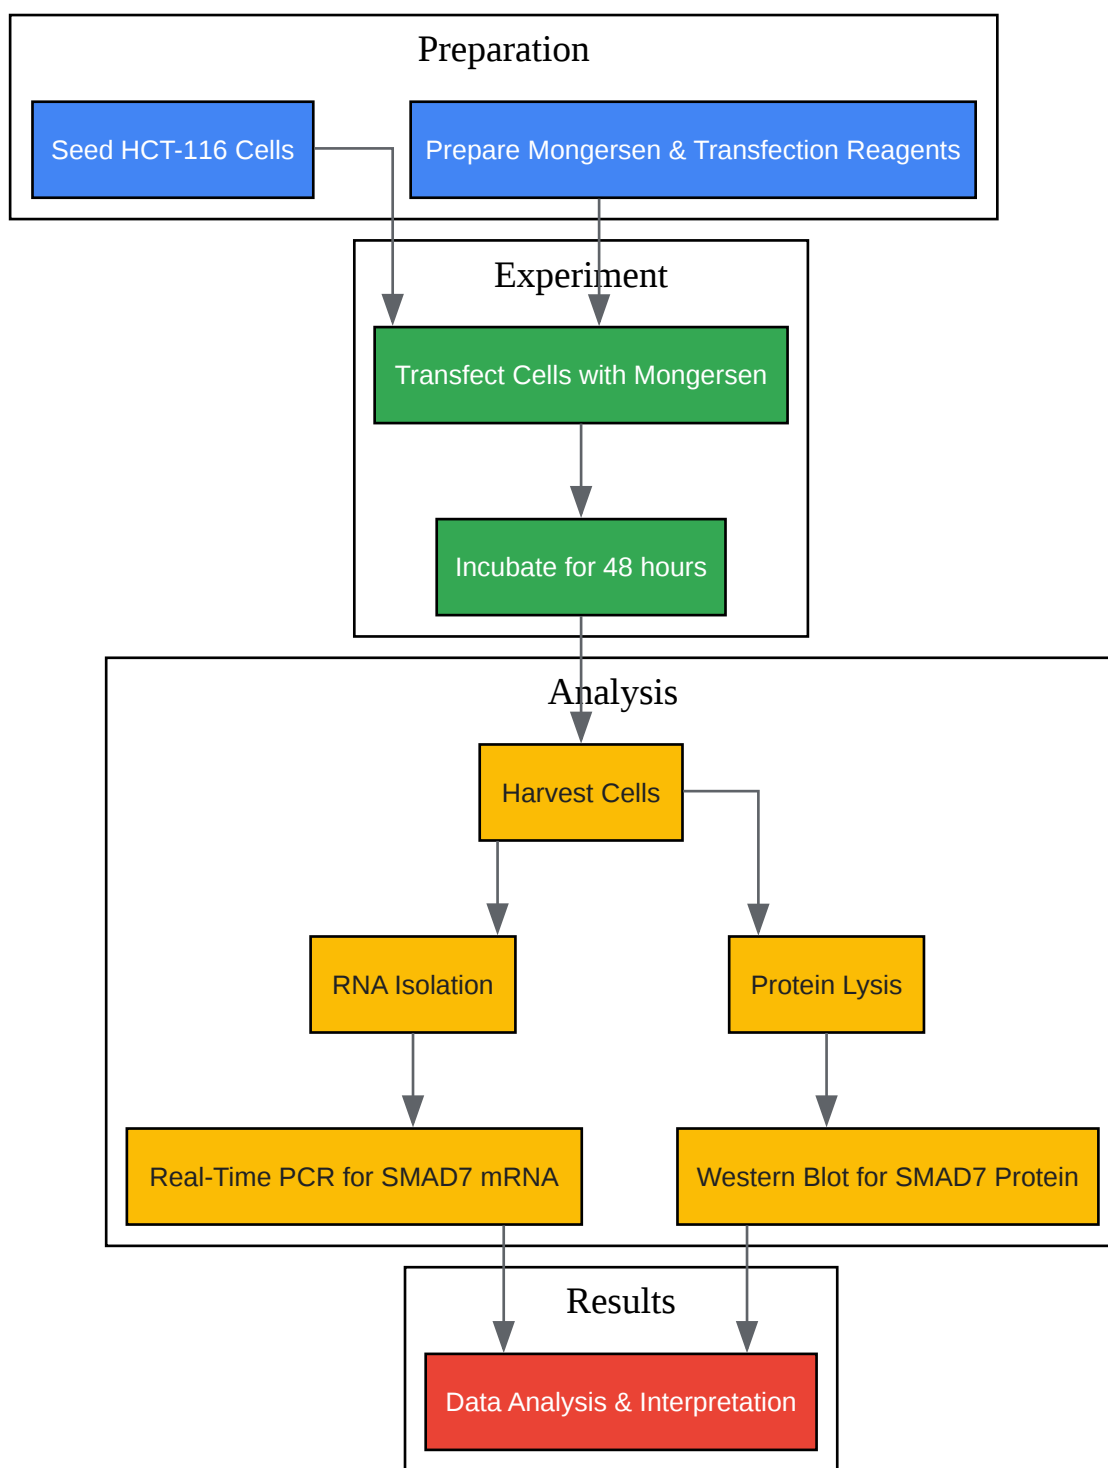 Preparation
Seed HCT-116 Cells
Prepare Mongersen & Transfection Reagents
Experiment
Transfect Cells with Mongersen
Incubate for 48 hours
Analysis
Harvest Cells
RNA Isolation
Protein Lysis
Real-Time PCR for SMAD7 mRNA
Western Blot for SMAD7 Protein
Results
Data Analysis & Interpretation